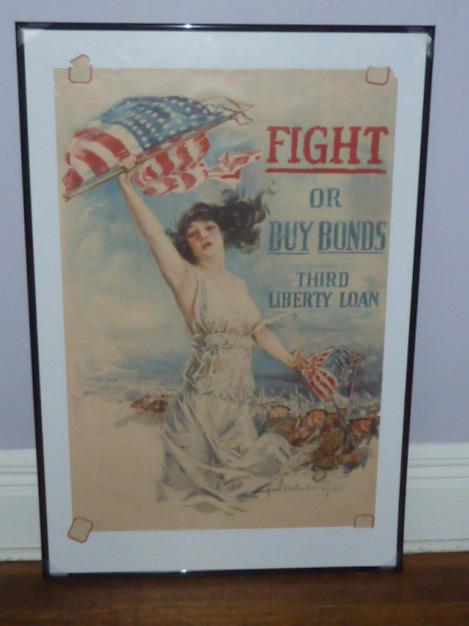 FIGHT
OR
BUY BONDS
THIRD
LIBERTY LOAN